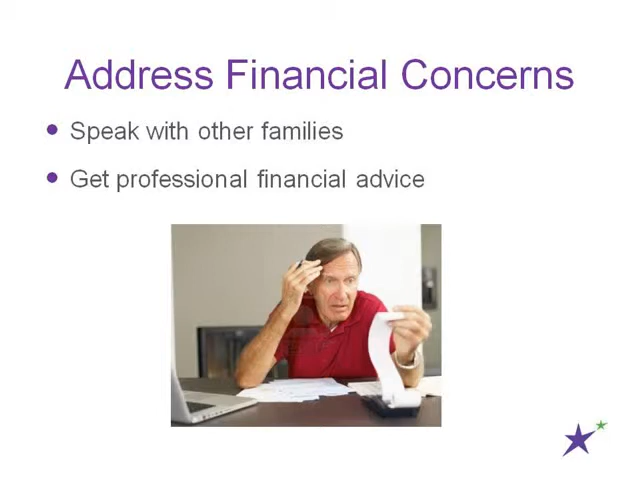 Address Financial Concerns
Speak with other families
Get professional financial advice